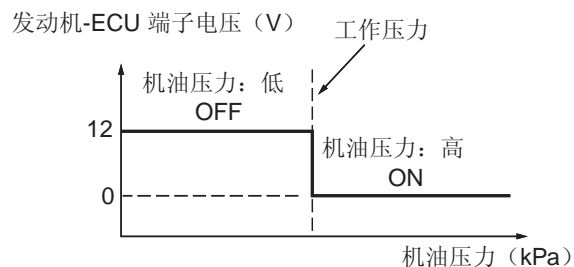 发动机-ECU 端子电压（V）
工作压力
机油压力：低
OFF
12
机油压力：高
ON
0
机油压力（kPa）